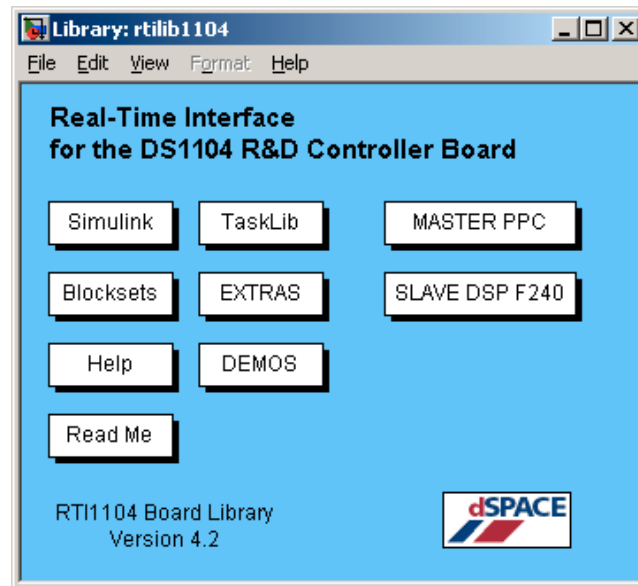 Library: rtilib1104
File Edit View Format Help
Real-Time Interface
for the DS1104 R&D Controller Board
Simulink TaskLib MASTER PPC
Blocksets EXTRAS SLAVE DSP F240
Help DEMOS
Read Me
RTI1104 Board Library
Version 4.2
dSPACE